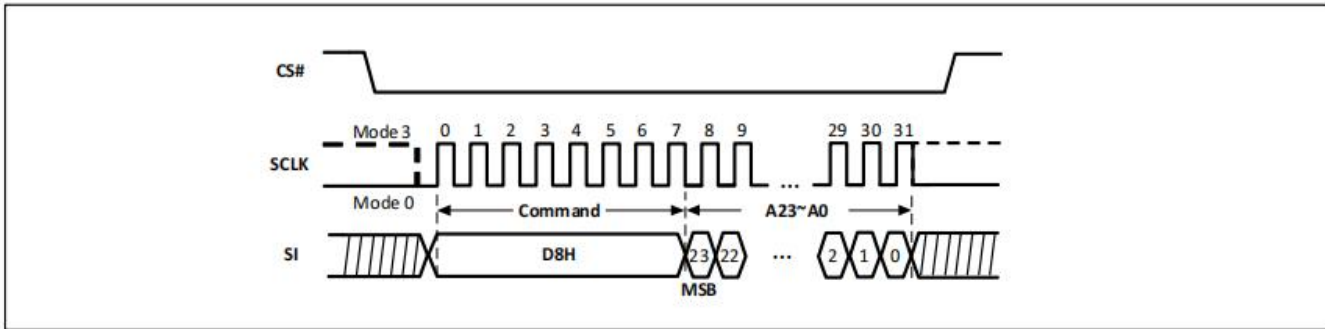 CS#
Mode 3 0 1 2 3 4 5 6 7 8 9 29 30 31
SCLK
...
Mode 0
Command A23~A0
SI D8H 23 22 ... 2 1 0
MSB